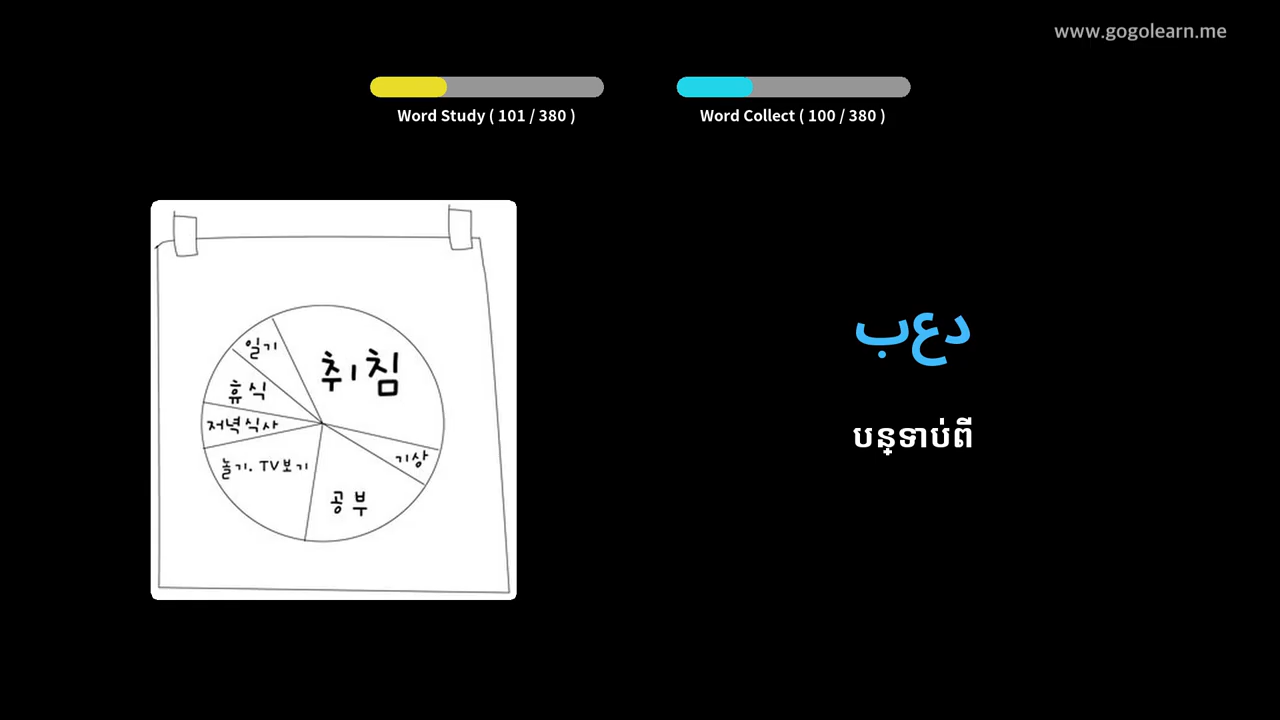 www.gogolearn.me
Word Study ( 101 / 380 )
Word Collect ( 100 / 380 )
일기
취침
휴식
저녁식사
기상
놀기. TV보기
공부
دعب
បន្ទាប់ពី